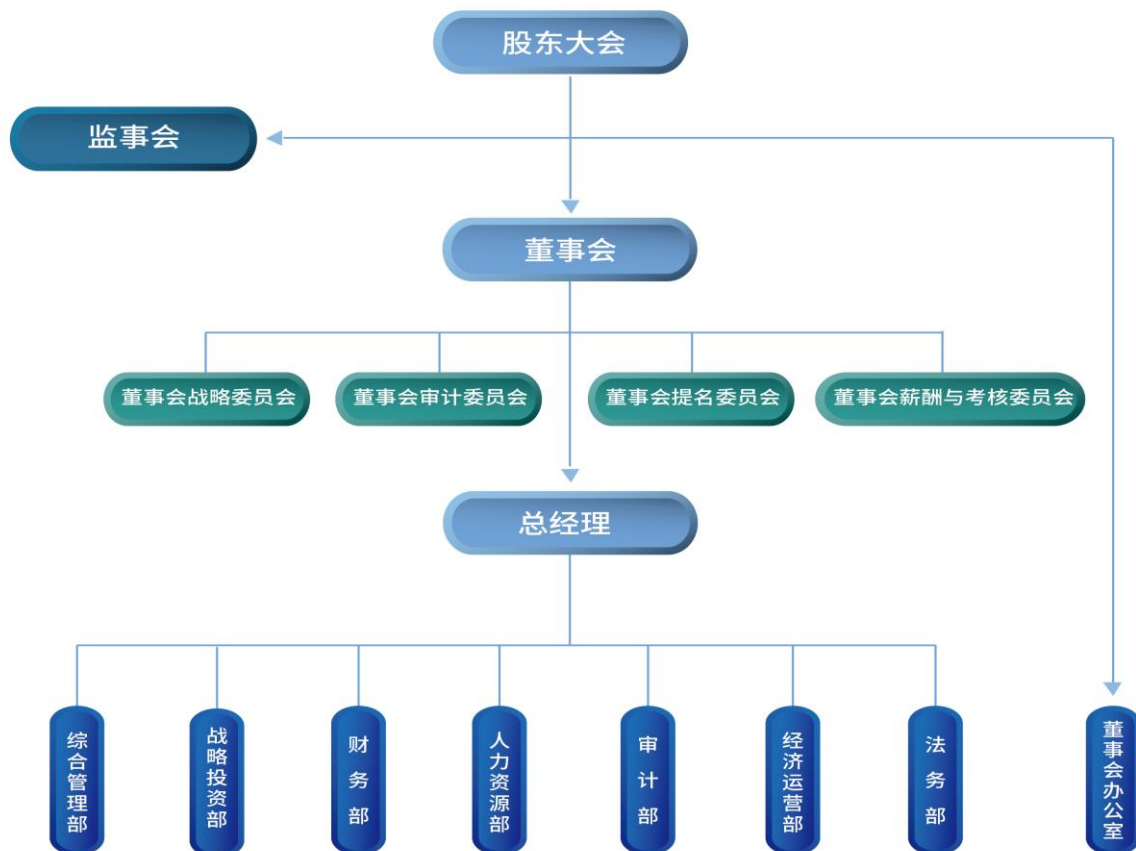 股东大会
监事会
董事会
董事会战略委员会
董事会审计委员会
董事会提名委员会
董事会薪酬与考核委员会
总经理
综合管理部
战略投资部
财务部
人力资源部
审计部
经济运营部
法务部
董事会办公室